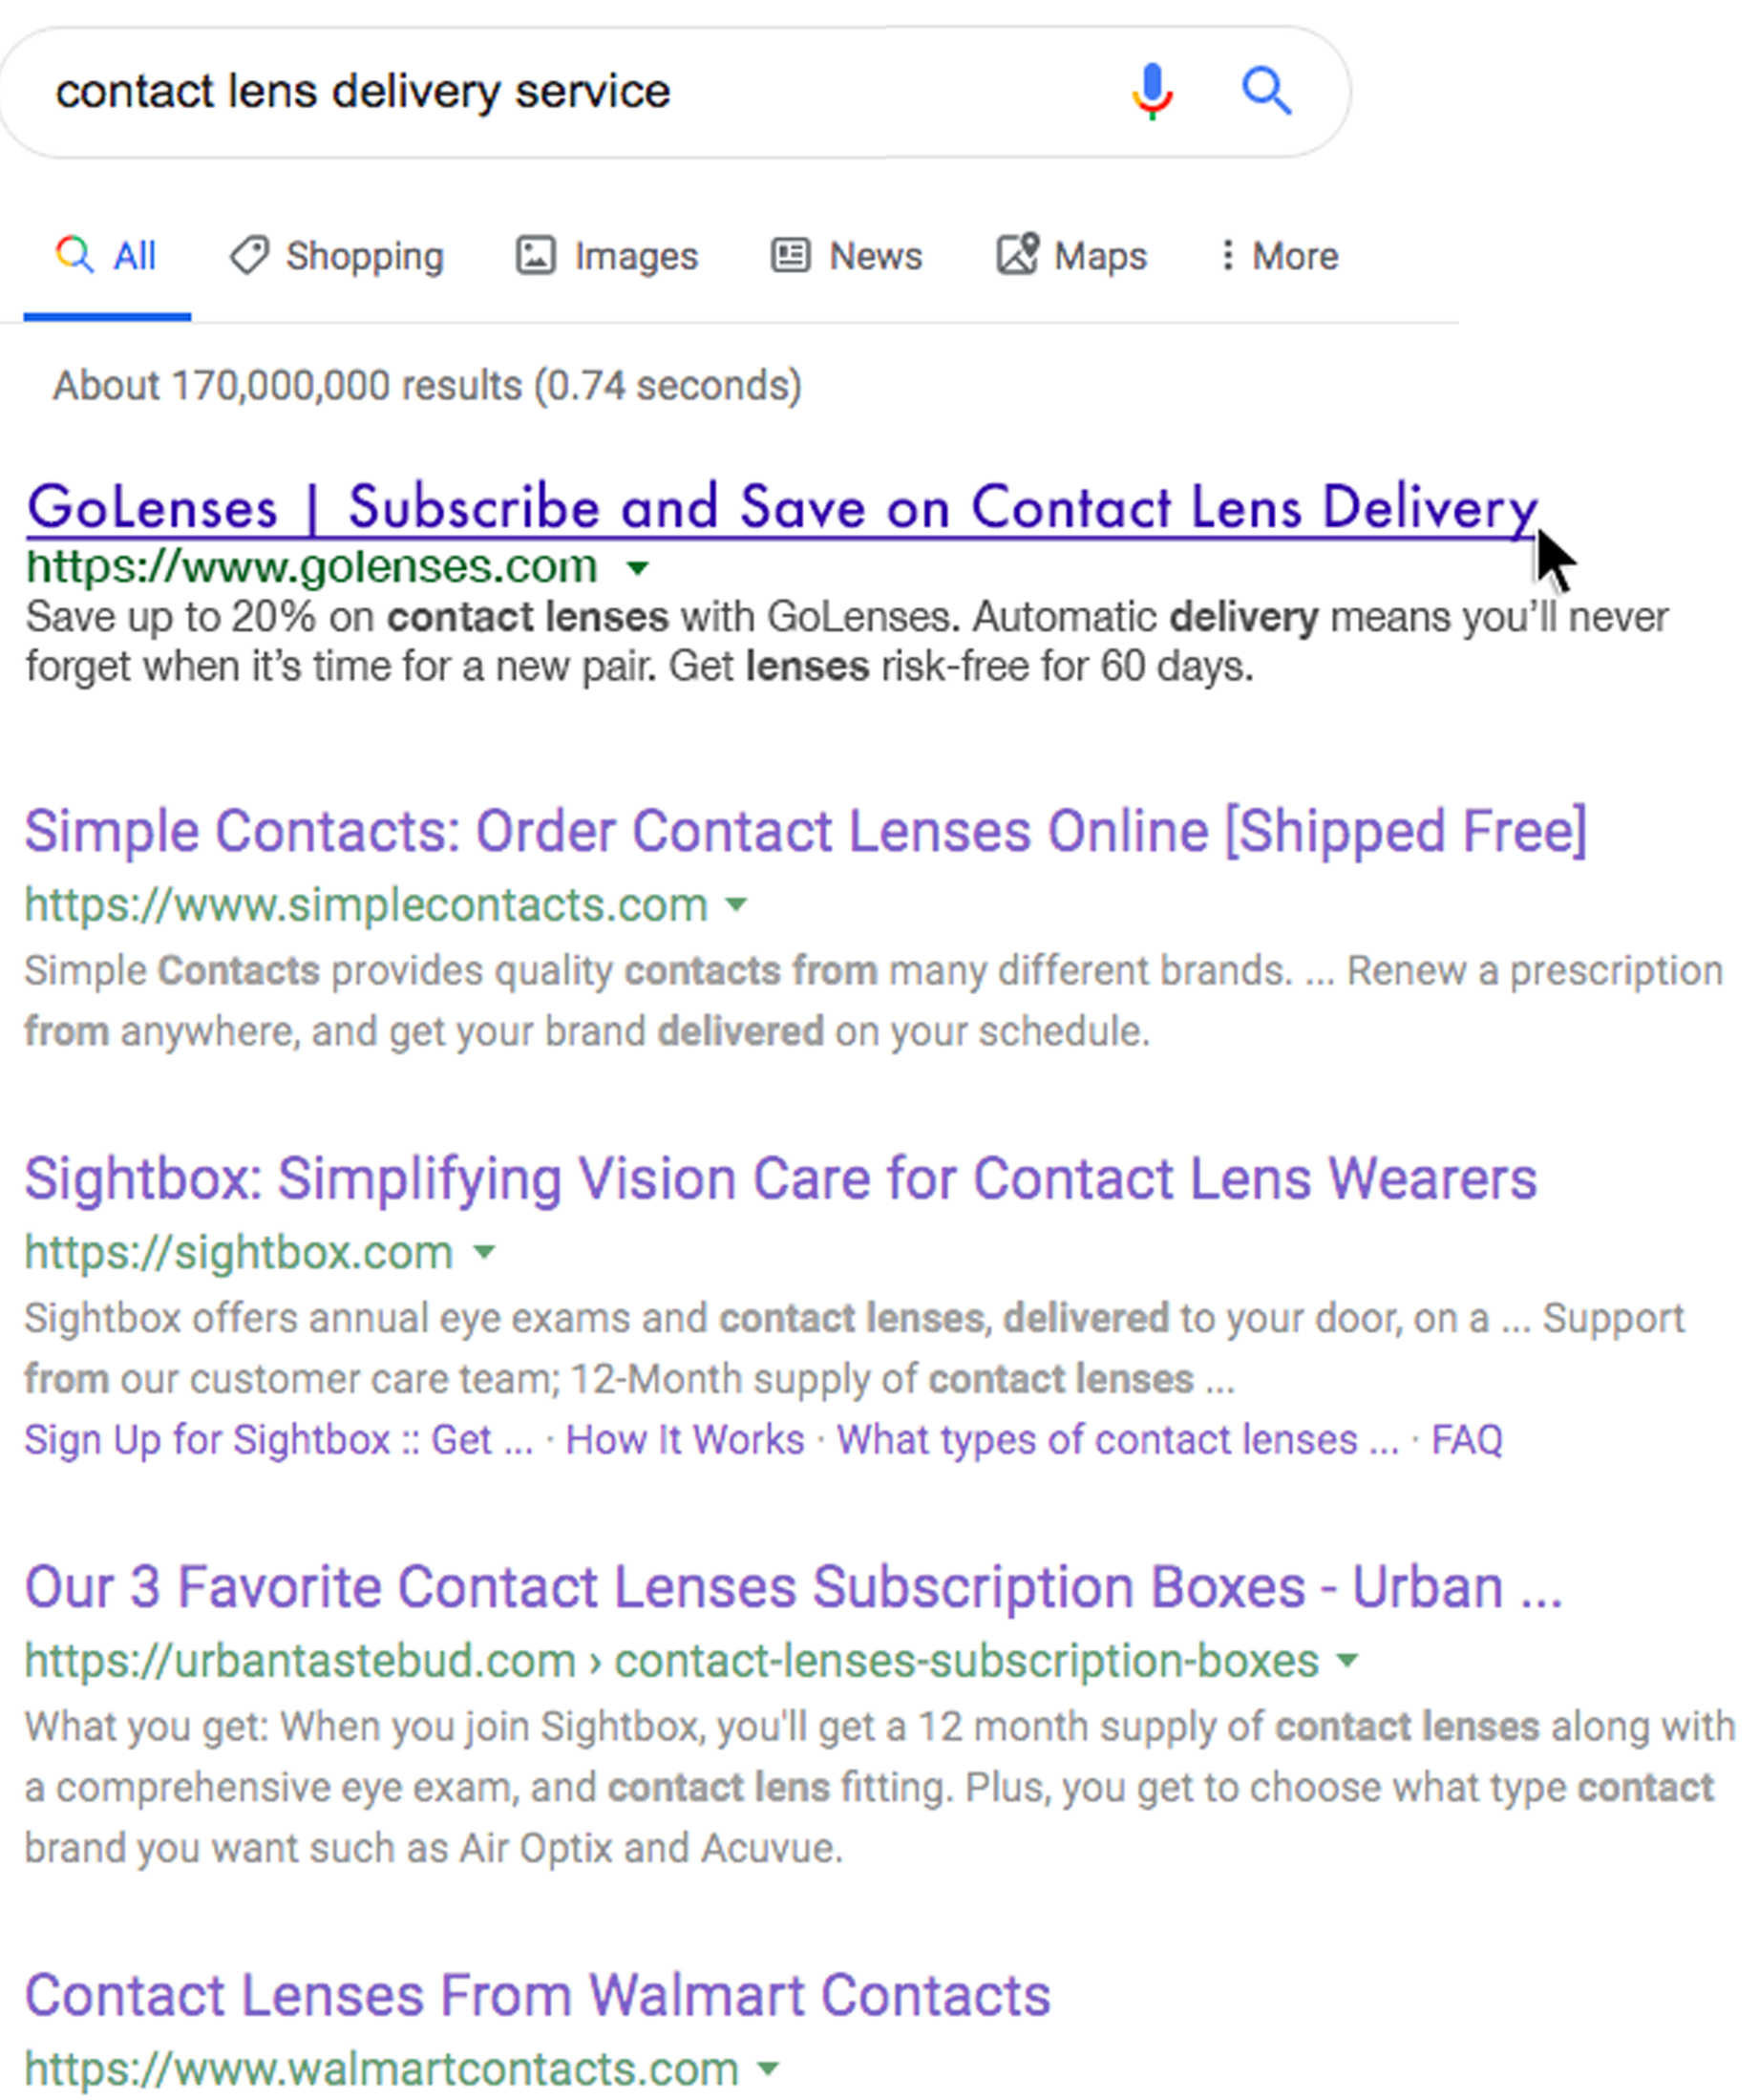 contact lens delivery service
All Shopping Images News Maps More
About 170,000,000 results (0.74 seconds)
GoLenses | Subscribe and Save on Contact Lens Delivery
https://www.golenses.com
Save up to 20% on contact lenses with GoLenses. Automatic delivery means you’ll never
forget when it’s time for a new pair. Get lenses risk-free for 60 days.
Simple Contacts: Order Contact Lenses Online [Shipped Free]
https://www.simplecontacts.com
Simple Contacts provides quality contacts from many different brands. ... Renew a prescription
from anywhere, and get your brand delivered on your schedule.
Sightbox: Simplifying Vision Care for Contact Lens Wearers
https://sightbox.com
Sightbox offers annual eye exams and contact lenses, delivered to your door, on a ... Support
from our customer care team; 12-Month supply of contact lenses ...
Sign Up for Sightbox :: Get ... · How It Works · What types of contact lenses ... · FAQ
Our 3 Favorite Contact Lenses Subscription Boxes - Urban ...
https://urbantastebud.com › contact-lenses-subscription-boxes
What you get: When you join Sightbox, you'll get a 12 month supply of contact lenses along with
a comprehensive eye exam, and contact lens fitting. Plus, you get to choose what type contact
brand you want such as Air Optix and Acuvue.
Contact Lenses From Walmart Contacts
https://www.walmartcontacts.com